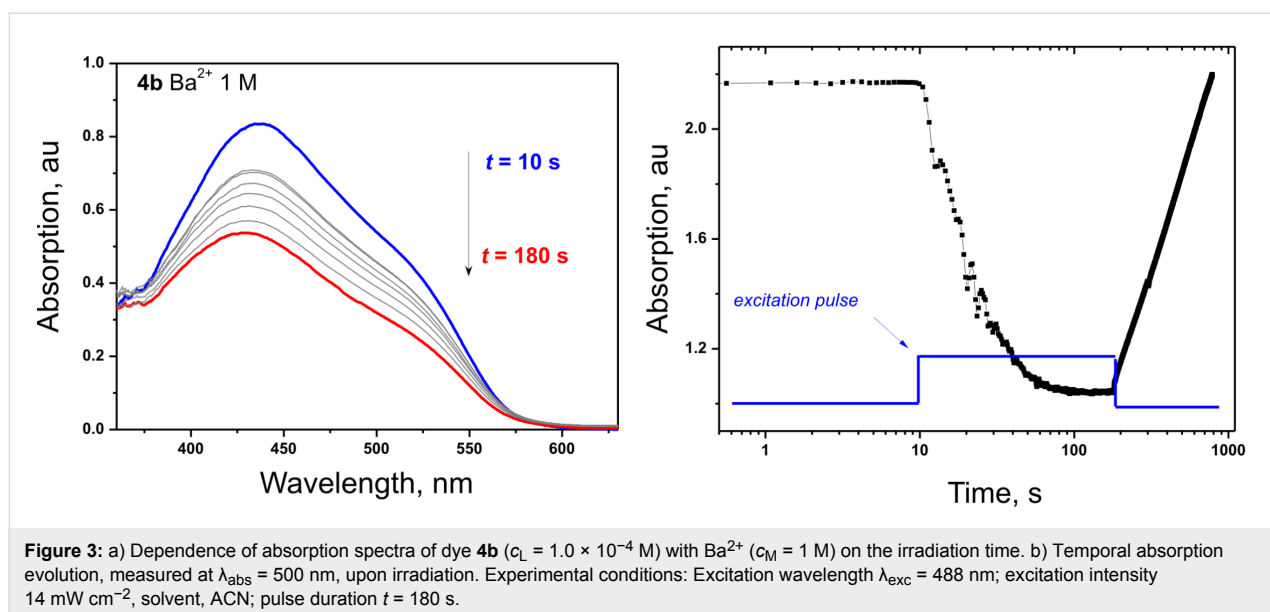 4b Ba²⁺ 1 M
t = 10 s
t = 180 s
Absorption, au
1.0
0.8
0.6
0.4
0.2
0.0
400
450
500
550
600
Wavelength, nm
excitation pulse
Absorption, au
2.0
1.6
1.2
1
10
100
1000
Time, s
Figure 3: a) Dependence of absorption spectra of dye 4b (c_L = 1.0 × 10⁻⁴ M) with Ba²⁺ (c_M = 1 M) on the irradiation time. b) Temporal absorption
evolution, measured at λ_abs = 500 nm, upon irradiation. Experimental conditions: Excitation wavelength λ_exc = 488 nm; excitation intensity
14 mW cm⁻², solvent, ACN; pulse duration t = 180 s.